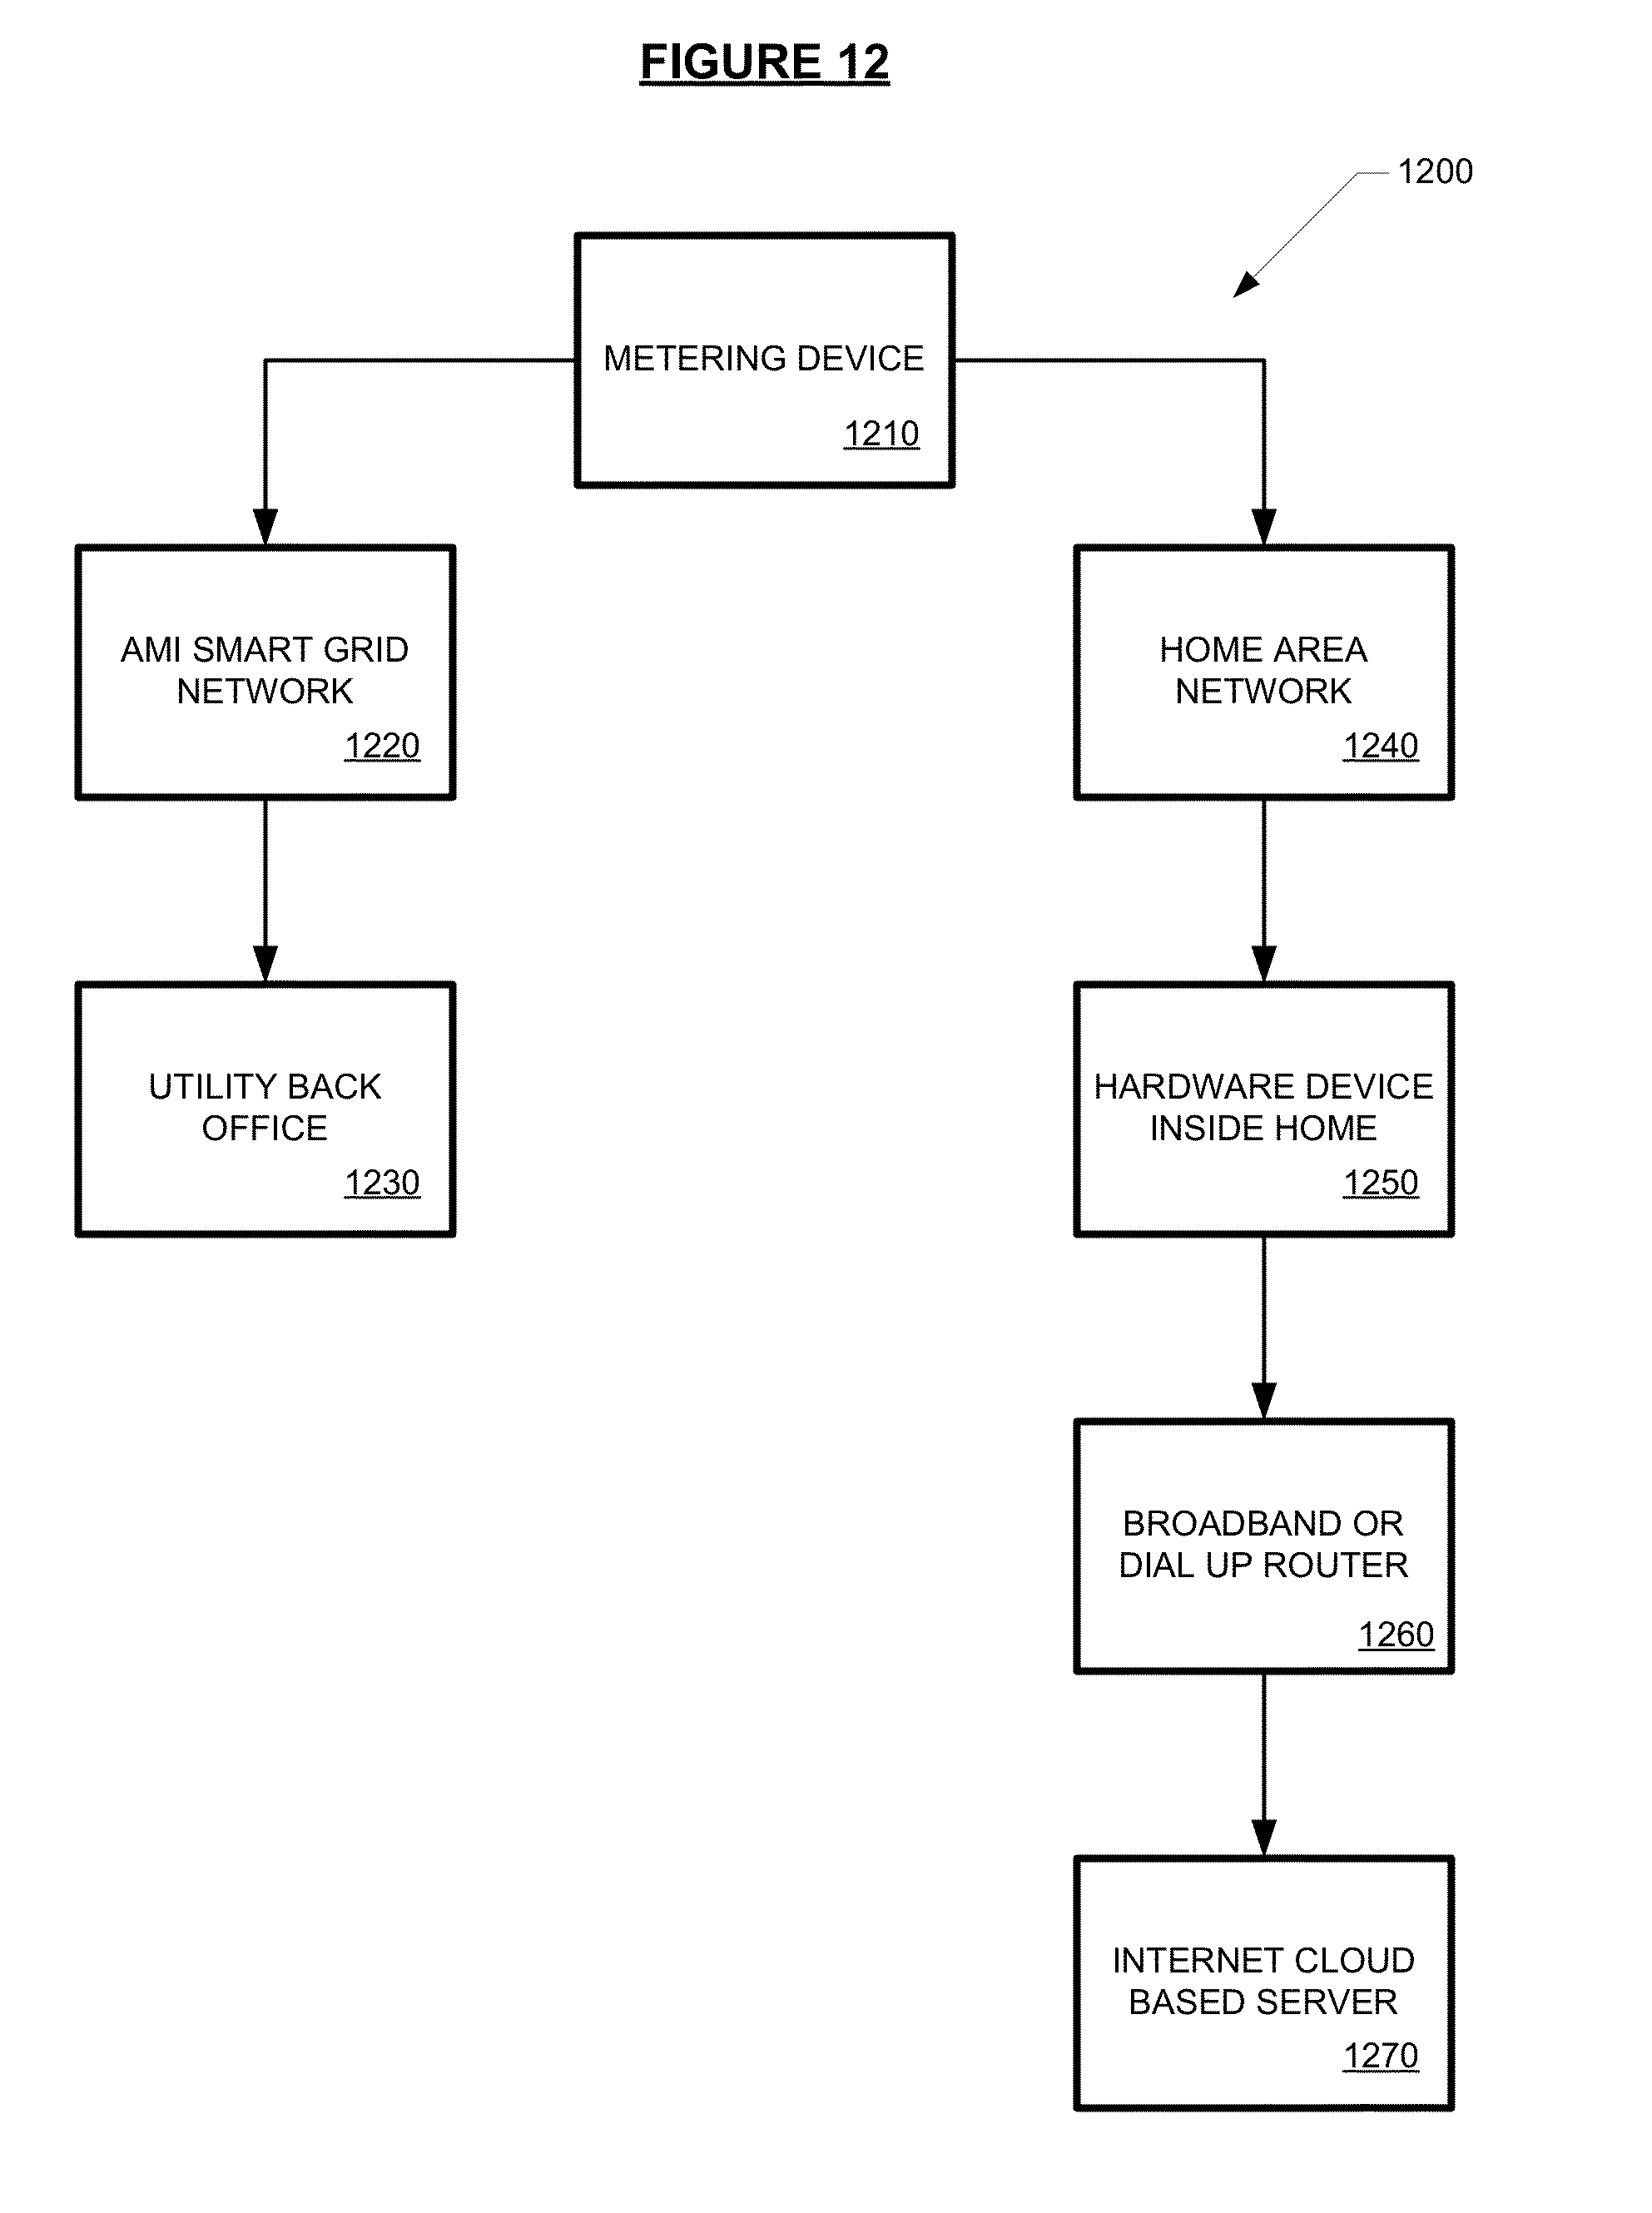 FIGURE 12
1200
METERING DEVICE
1210
AMI SMART GRID
NETWORK
1220
HOME AREA
NETWORK
1240
UTILITY BACK
OFFICE
1230
HARDWARE DEVICE
INSIDE HOME
1250
BROADBAND OR
DIAL UP ROUTER
1260
INTERNET CLOUD
BASED SERVER
1270